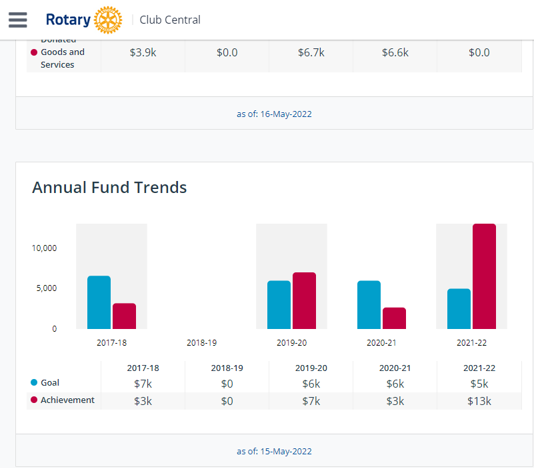 Rotary Club Central
Donated
Goods and $3.9k $0.0 $6.7k $6.6k $0.0
Services
as of: 16-May-2022
Annual Fund Trends
10,000
5,000
0
2017-18 2018-19 2019-20 2020-21 2021-22
2017-18 2018-19 2019-20 2020-21 2021-22
Goal $7k $0 $6k $6k $5k
Achievement $3k $0 $7k $3k $13k
as of: 15-May-2022